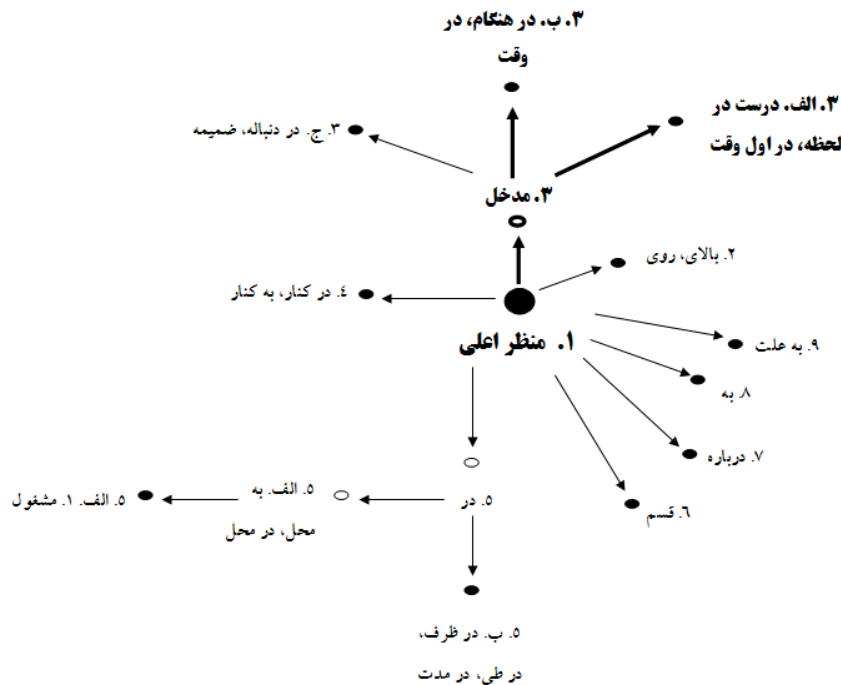 ۳. ب. در هنگام، در
وقت
۳. الف. درست در
لحظه، در اول وقت
۳. ج. در دنباله، ضمیمه
۳. مدخل
۲. بالای، روی
۴. در کنار، به کنار
۱. منظر اعلی
۹. به علت
۸. به
۷. درباره
۶. قسم
۵. در
۵. الف. به
محل، در محل
۵. الف. ۱. مشغول
۵. ب. در ظرف،
در طی، در مدت